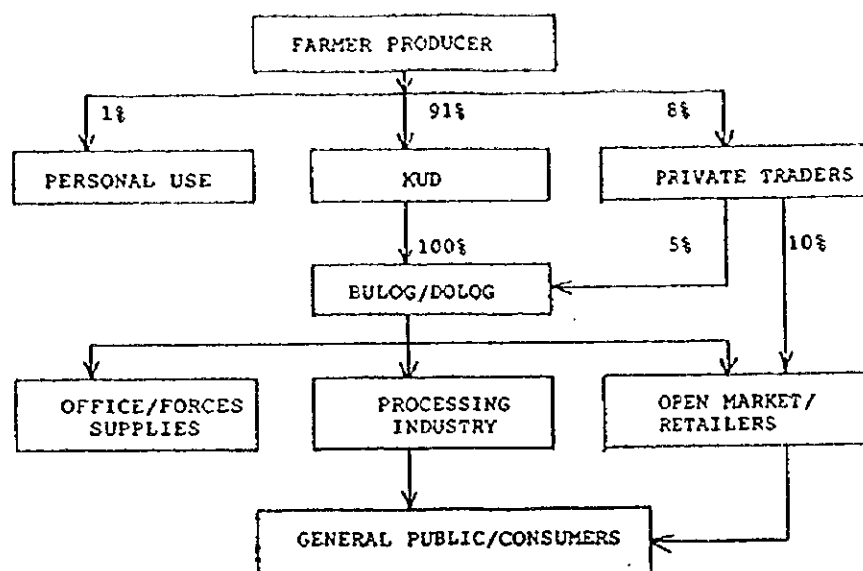 FARMER PRODUCER
1% 91% 8%
PERSONAL USE KUD PRIVATE TRADERS
100% 5% 10%
BULOG/DOLOG
OFFICE/FORCES
SUPPLIES
PROCESSING
INDUSTRY
OPEN MARKET/
RETAILERS
GENERAL PUBLIC/CONSUMERS